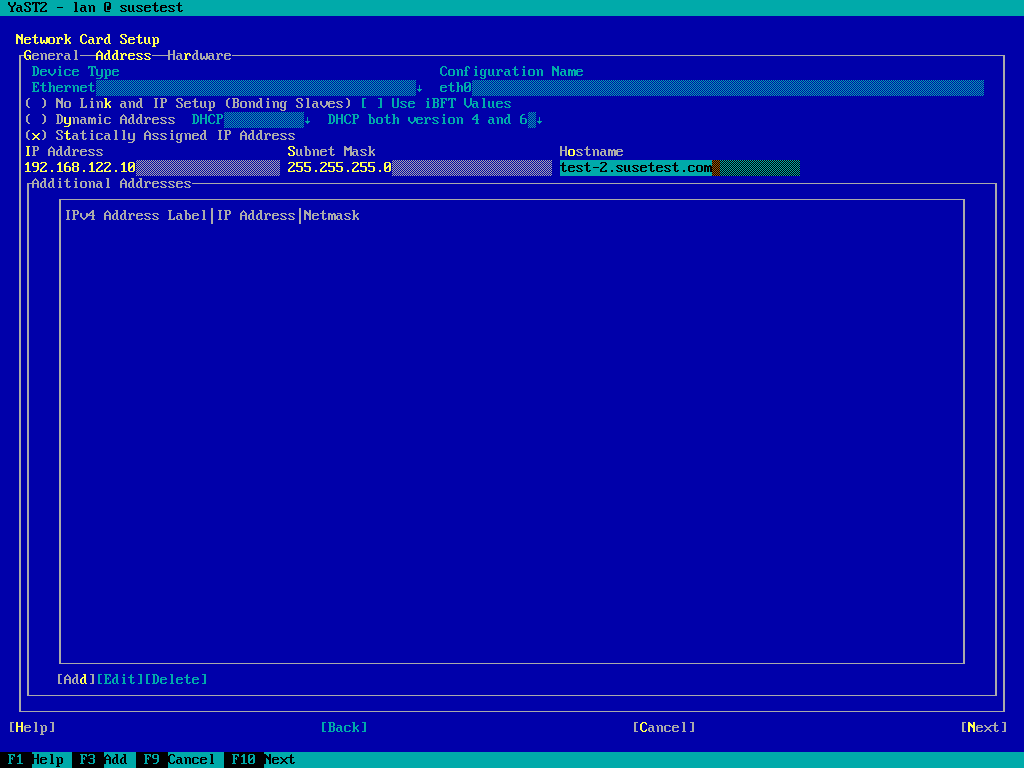 YaST2 - lan @ susetest
Network Card Setup
General Address Hardware
Device Type Configuration Name
Ethernet ↓ eth0
( ) No Link and IP Setup (Bonding Slaves) [ ] Use iBFT Values
( ) Dynamic Address DHCP ↓ DHCP both version 4 and 6 ↓
(x) Statically Assigned IP Address
IP Address Subnet Mask Hostname
192.168.122.10 255.255.255.0 test-2.susetest.com
Additional Addresses
IPv4 Address Label|IP Address|Netmask
[Add][Edit][Delete]
[Help] [Back] [Cancel] [Next]
F1 Help F3 Add F9 Cancel F10 Next